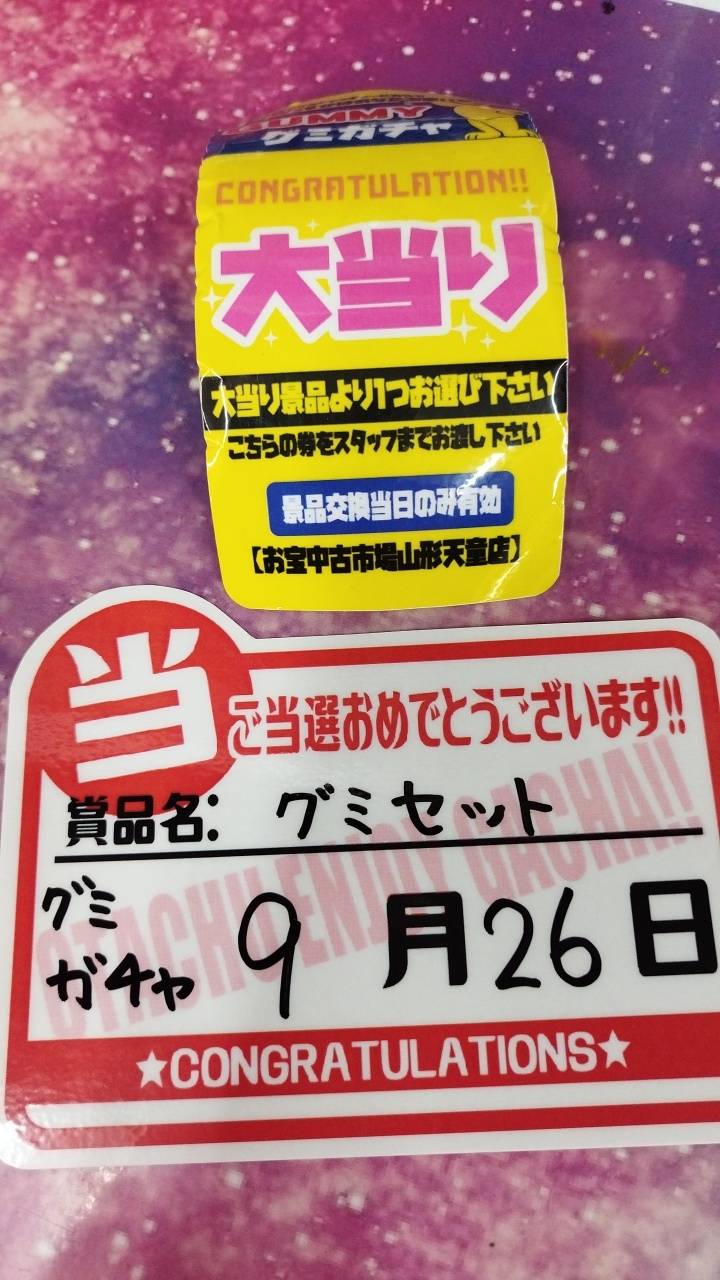 GUMMY
グミガチャ
CONGRATULATION!!
大当り
大当り景品より1つお選び下さい
こちらの券をスタッフまでお渡し下さい
景品交換当日のみ有効
【お宝中古市場山形天童店】
当 ご当選おめでとうございます!!
賞品名: グミセット
OTACHU ENJOY GACHA!!
グミ
ガチャ
9月26日
★CONGRATULATIONS★